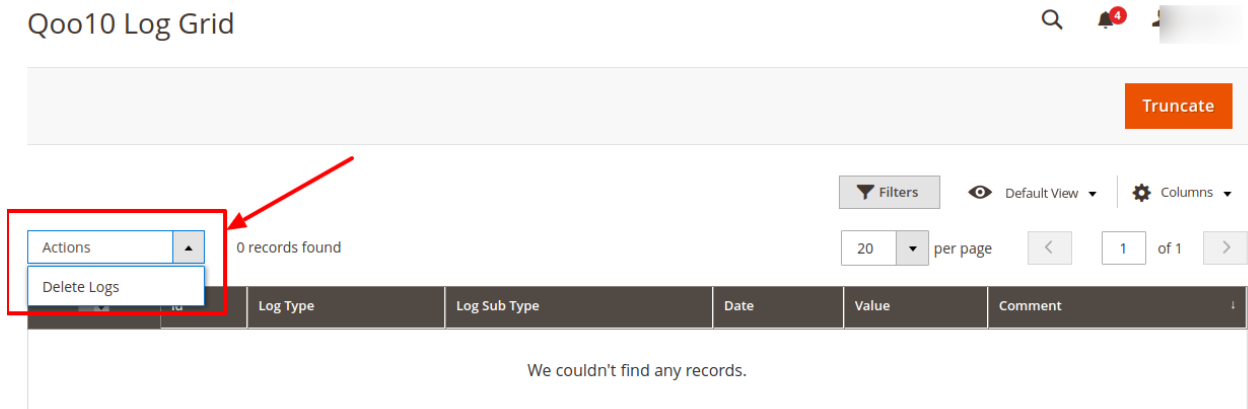 Qoo10 Log Grid
4
Truncate
Filters
Default View
Columns
Actions
0 records found
20
per page
1
of 1
Delete Logs
Id
Log Type
Log Sub Type
Date
Value
Comment
We couldn't find any records.